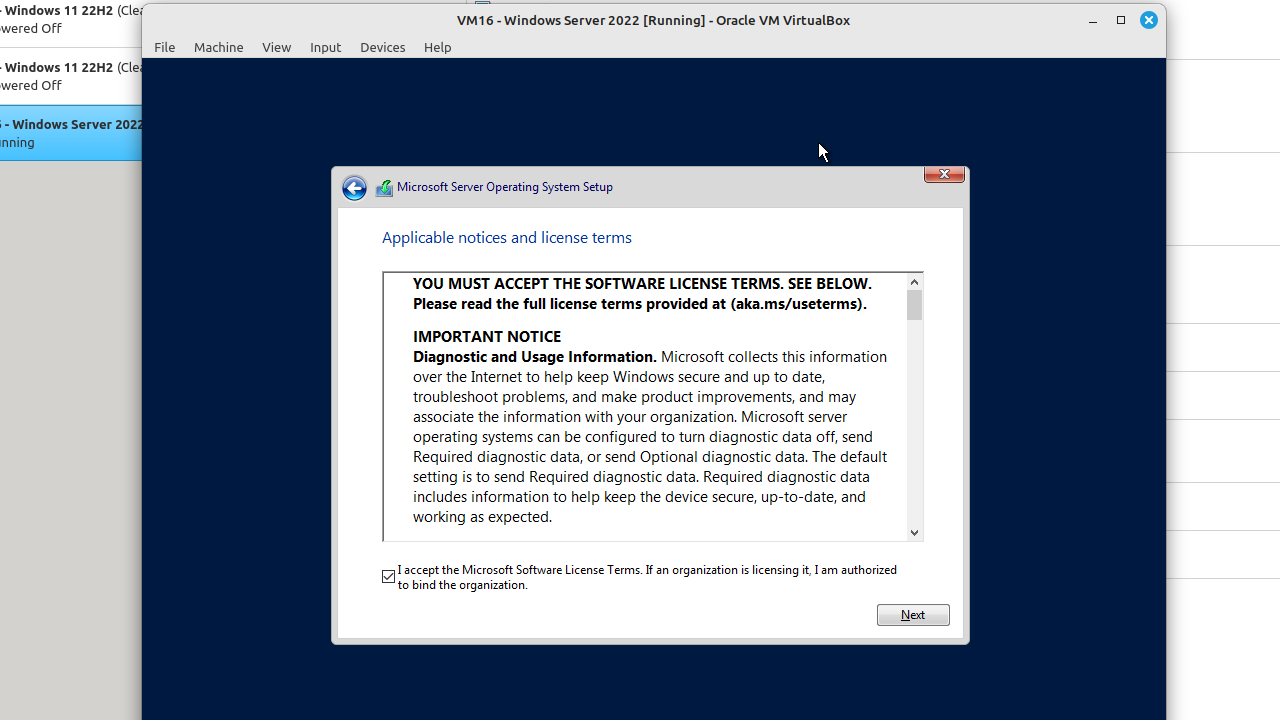 - Windows 11 22H2 (Clea
wered Off
- Windows 11 22H2 (Clea
wered Off
- Windows Server 2022
nning
VM16 - Windows Server 2022 [Running] - Oracle VM VirtualBox
File Machine View Input Devices Help
Microsoft Server Operating System Setup
Applicable notices and license terms
YOU MUST ACCEPT THE SOFTWARE LICENSE TERMS. SEE BELOW.
Please read the full license terms provided at (aka.ms/useterms).
IMPORTANT NOTICE
Diagnostic and Usage Information. Microsoft collects this information
over the Internet to help keep Windows secure and up to date,
troubleshoot problems, and make product improvements, and may
associate the information with your organization. Microsoft server
operating systems can be configured to turn diagnostic data off, send
Required diagnostic data, or send Optional diagnostic data. The default
setting is to send Required diagnostic data. Required diagnostic data
includes information to help keep the device secure, up-to-date, and
working as expected.
I accept the Microsoft Software License Terms. If an organization is licensing it, I am authorized
to bind the organization.
Next